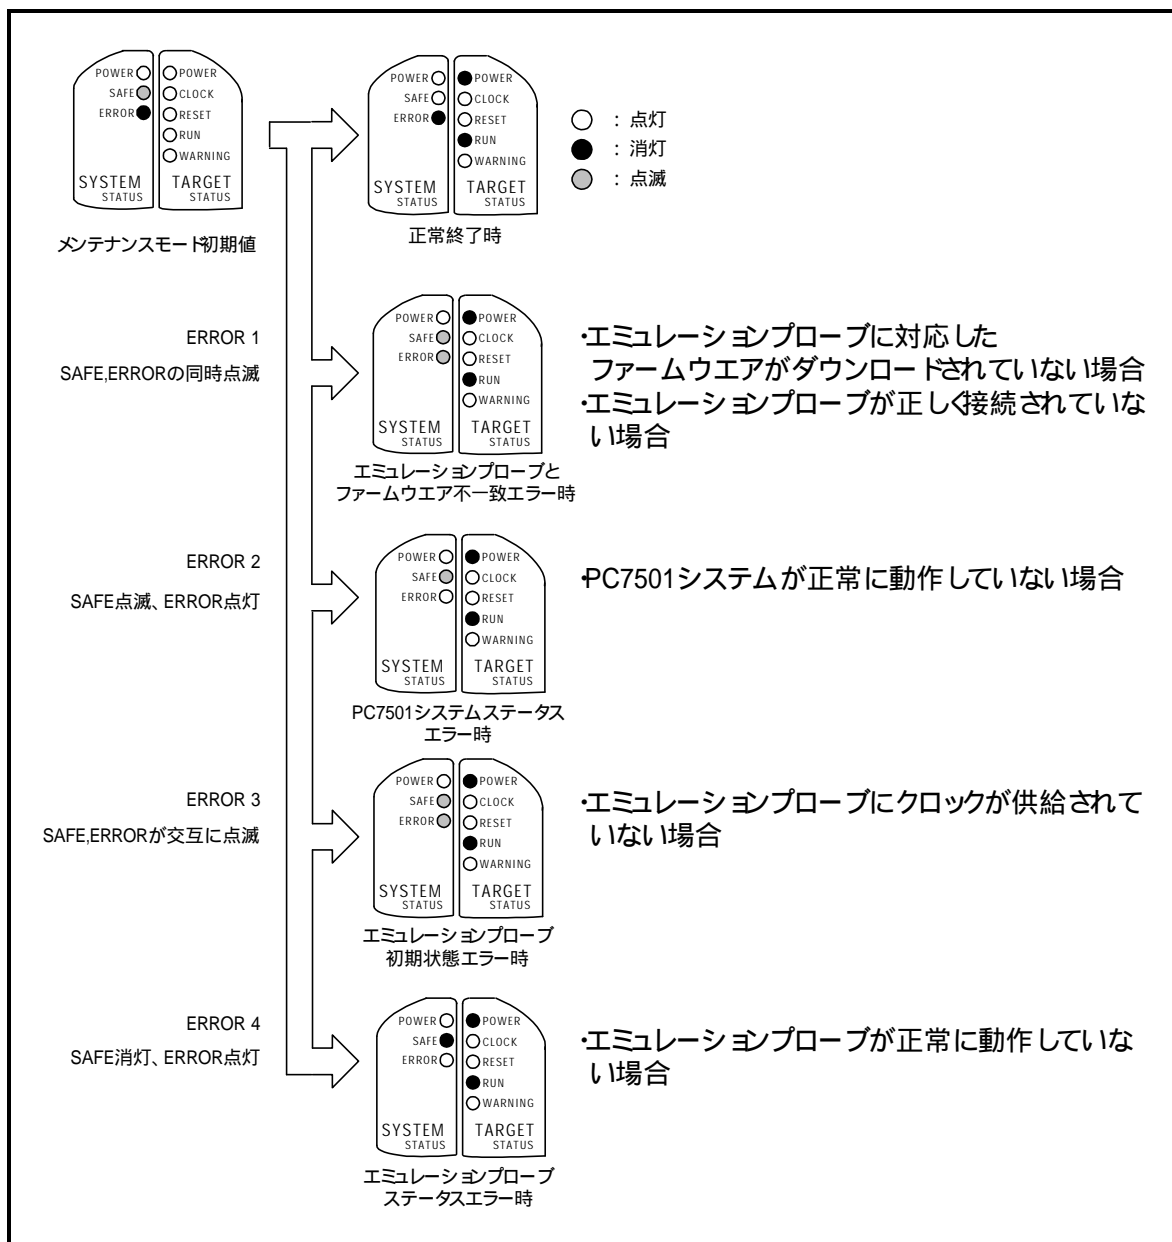 POWER
SAFE
ERROR
POWER
CLOCK
RESET
RUN
WARNING
SYSTEM
STATUS
TARGET
STATUS
メンテナンスモード初期値
POWER
SAFE
ERROR
POWER
CLOCK
RESET
RUN
WARNING
SYSTEM
STATUS
TARGET
STATUS
正常終了時
：点灯
：消灯
：点滅
ERROR 1
SAFE,ERRORの同時点滅
POWER
SAFE
ERROR
POWER
CLOCK
RESET
RUN
WARNING
SYSTEM
STATUS
TARGET
STATUS
エミュレーションプローブと
ファームウエア不一致エラー時
・エミュレーションプローブに対応した
ファームウエアがダウンロードされていない場合
・エミュレーションプローブが正しく接続されていな
い場合
ERROR 2
SAFE点滅、ERROR点灯
POWER
SAFE
ERROR
POWER
CLOCK
RESET
RUN
WARNING
SYSTEM
STATUS
TARGET
STATUS
PC7501システムステータス
エラー時
・PC7501システムが正常に動作していない場合
ERROR 3
SAFE,ERRORが交互に点滅
POWER
SAFE
ERROR
POWER
CLOCK
RESET
RUN
WARNING
SYSTEM
STATUS
TARGET
STATUS
エミュレーションプローブ
初期状態エラー時
・エミュレーションプローブにクロックが供給されて
いない場合
ERROR 4
SAFE消灯、ERROR点灯
POWER
SAFE
ERROR
POWER
CLOCK
RESET
RUN
WARNING
SYSTEM
STATUS
TARGET
STATUS
エミュレーションプローブ
ステータスエラー時
・エミュレーションプローブが正常に動作していな
い場合